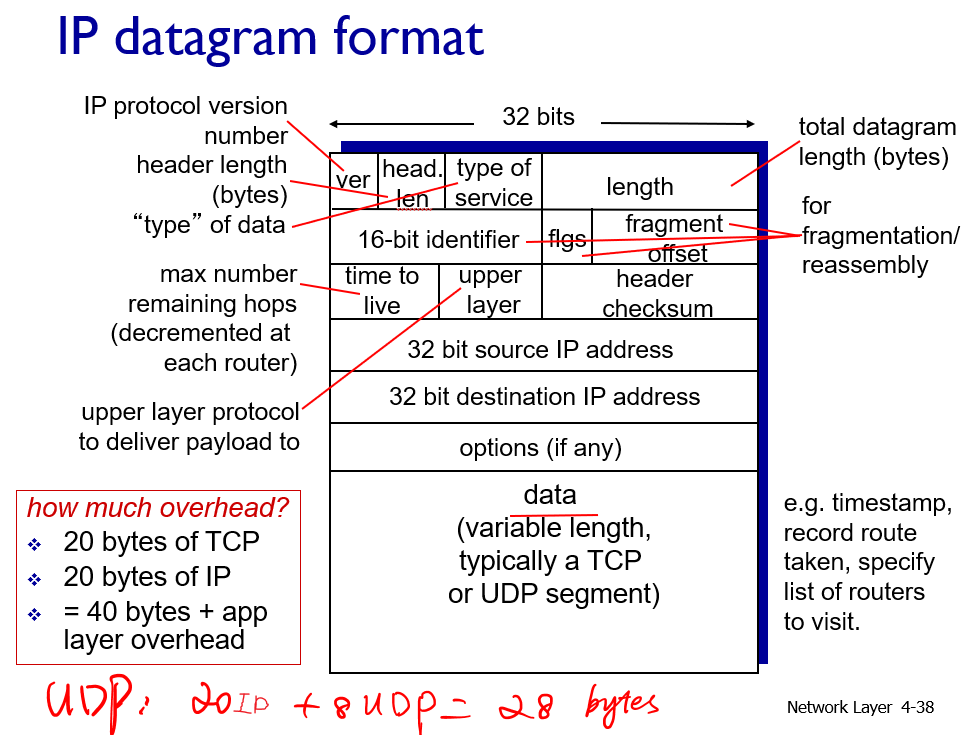 IP datagram format
IP protocol version
number
header length
(bytes)
“type” of data
max number
remaining hops
(decremented at
each router)
upper layer protocol
to deliver payload to
how much overhead?
❖ 20 bytes of TCP
❖ 20 bytes of IP
❖ = 40 bytes + app
layer overhead
32 bits
ver
head.
len
type of
service
length
16-bit identifier
flgs
fragment
offset
time to
live
upper
layer
header
checksum
32 bit source IP address
32 bit destination IP address
options (if any)
data
(variable length,
typically a TCP
or UDP segment)
total datagram
length (bytes)
for
fragmentation/
reassembly
e.g. timestamp,
record route
taken, specify
list of routers
to visit.
UDP: 20 IP + 8 UDP = 28 bytes
Network Layer 4-38